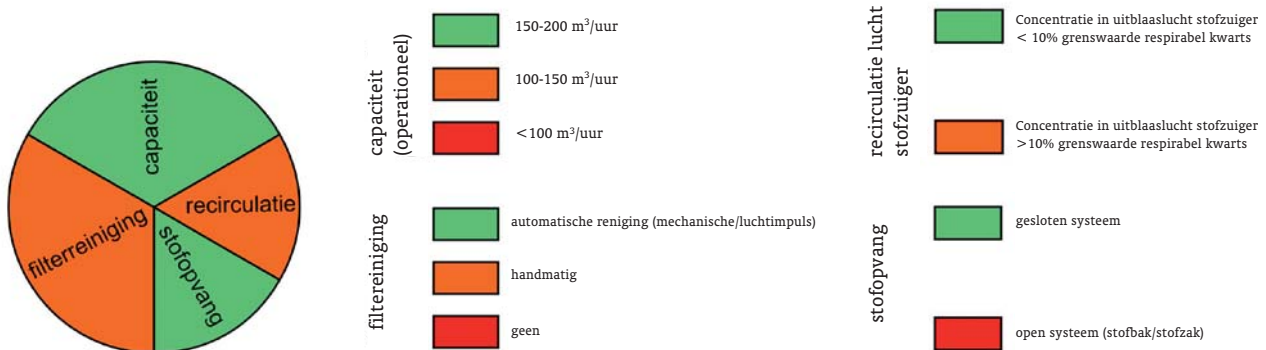 capaciteit
recirculatie
stofopvang
filterreiniging
capaciteit
(operationeel)
150-200 m³/uur
100-150 m³/uur
<100 m³/uur
filtereiniging
automatische reniging (mechanische/luchtimpuls)
handmatig
geen
recirculatie lucht
stofzuiger
Concentratie in uitblaaslucht stofzuiger
< 10% grenswaarde respirabel kwarts
Concentratie in uitblaaslucht stofzuiger
>10% grenswaarde respirabel kwarts
stofopvang
gesloten systeem
open systeem (stofbak/stofzak)